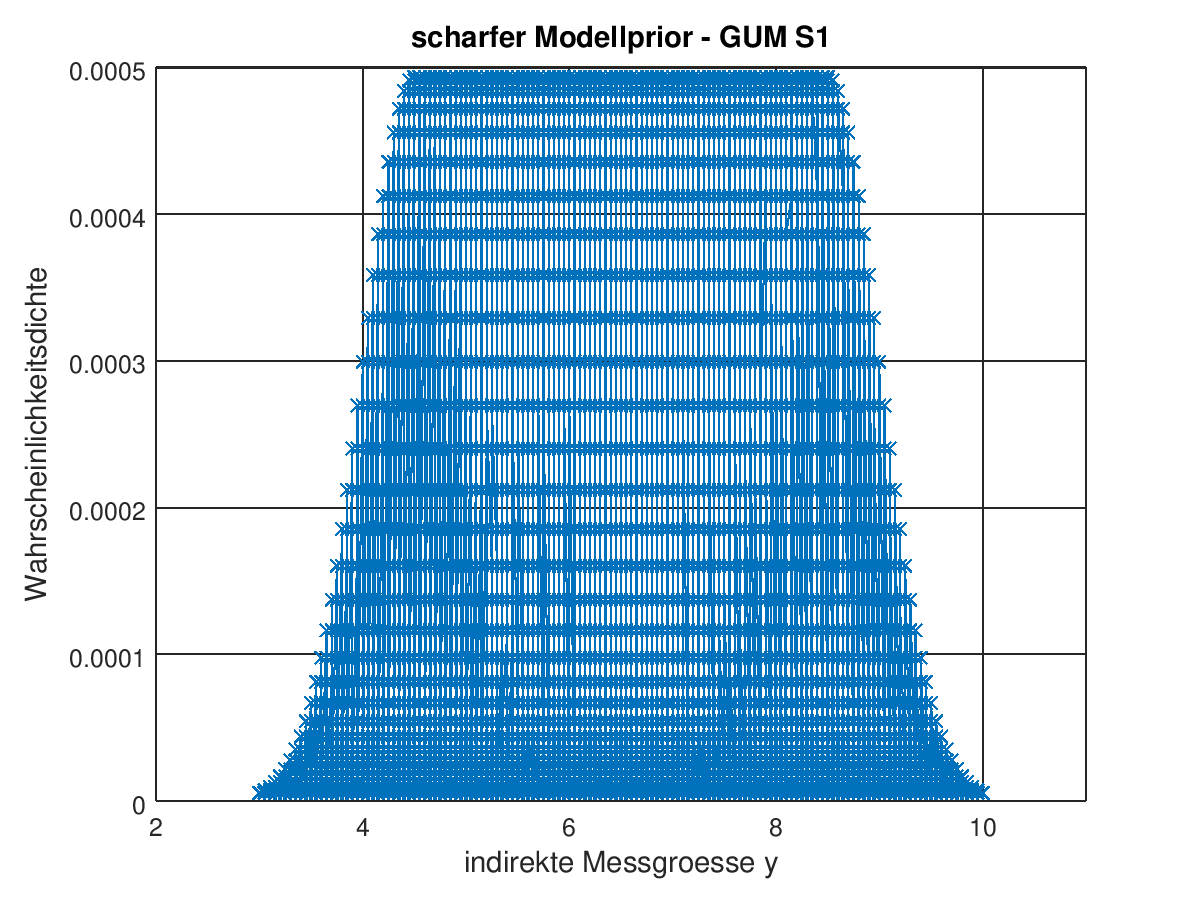 scharfer Modellprior - GUM S1
0.0005
0.0004
0.0003
0.0002
0.0001
0
Wahrscheinlichkeitsdichte
2 4 6 8 10
indirekte Messgroesse y